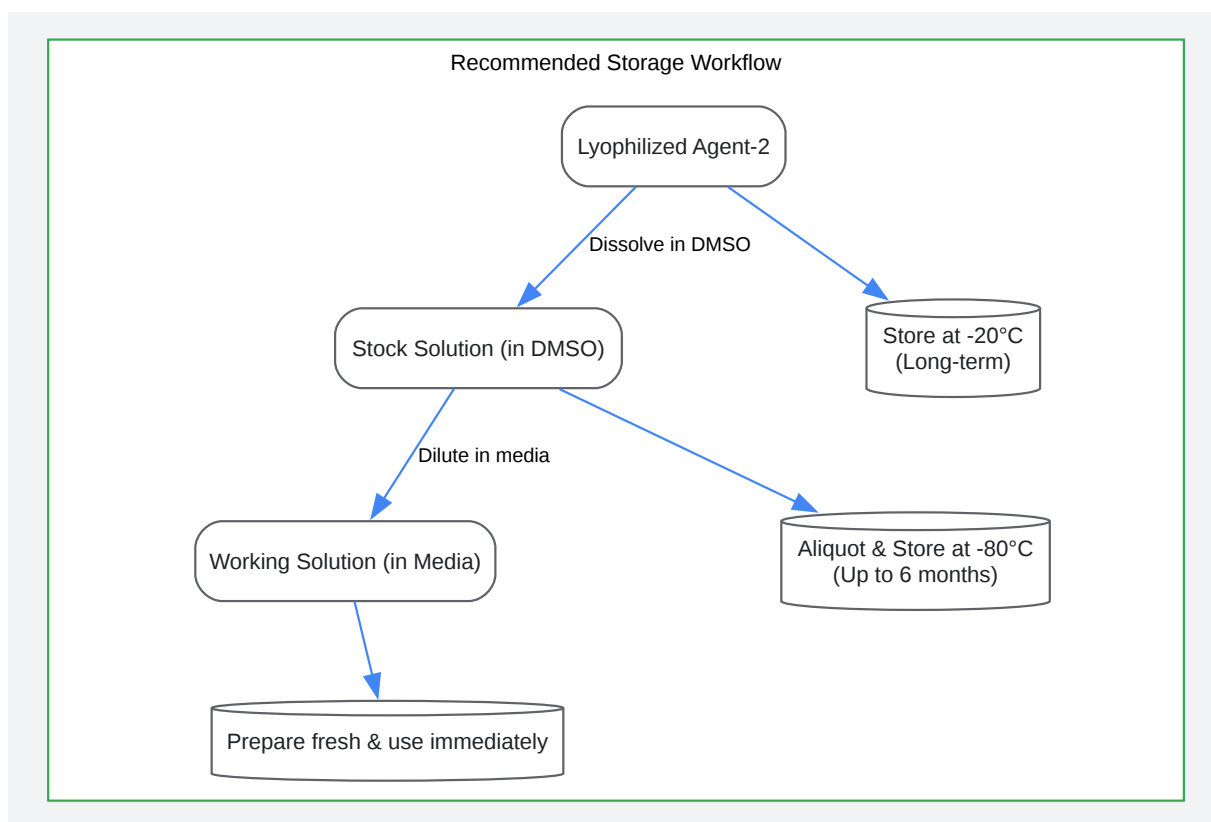 Recommended Storage Workflow
Lyophilized Agent-2
Dissolve in DMSO
Store at -20°C
(Long-term)
Stock Solution (in DMSO)
Dilute in media
Aliquot & Store at -80°C
(Up to 6 months)
Working Solution (in Media)
Prepare fresh & use immediately